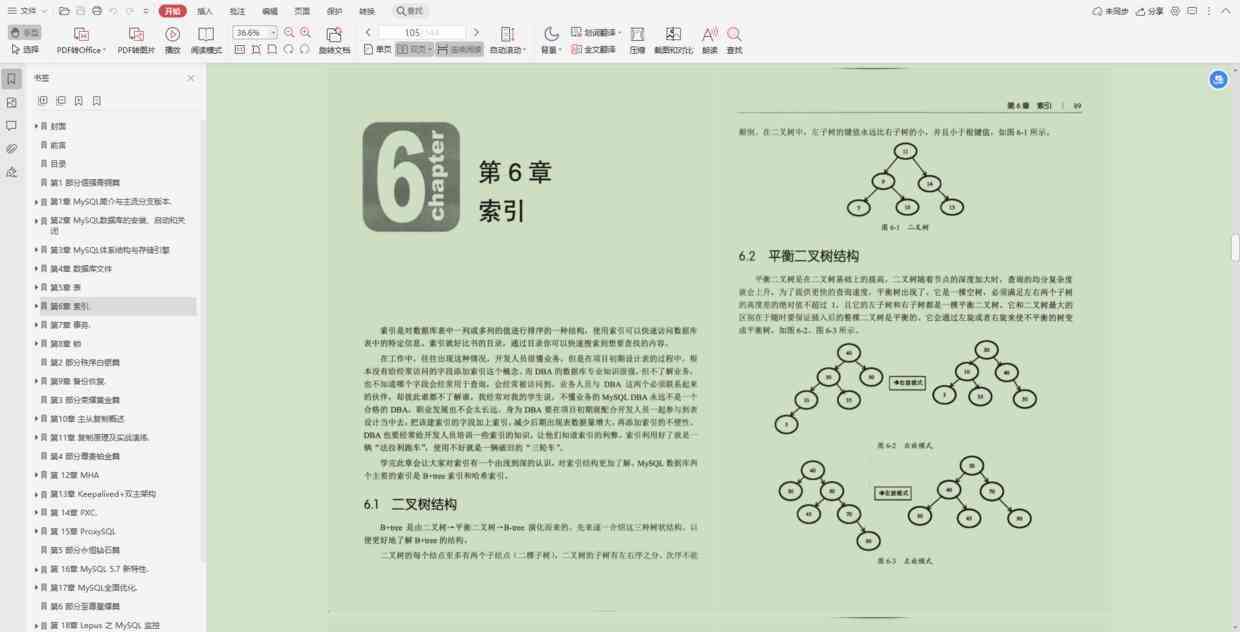 文件
开始
插入
批注
编辑
页面
保护
转换
查找
未同步
分享
手型
选择
PDF转Office
PDF转图片
播放
阅读模式
36.6%
旋转文档
105
单页
双页
连续阅读
自动滚动
背景
划词翻译
全文翻译
压缩
截图和对比
朗读
查找
书签
封面
前言
目录
第1 部分倔强青铜篇
第1章 MySQL简介与主流分支版本.
第2章 MySQL数据库的安装、启动和关
闭
第3章 MySQL体系结构与存储引擎
第4章 数据库文件
第5章 表
第6章 索引.
第7章 事务.
第8章 锁
第2 部分秩序白银篇
第9章 备份恢复.
第3 部分荣耀黄金篇
第10章 主从复制概述
第11章 复制原理及实战演练.
第4 部分尊贵铂金篇
第 12章 MHA
第13章 Keepalived+双主架构
第 14章 PXC.
第 15章 ProxySQL
第5 部分永恒钻石篇
第 16章 MySQL 5.7 新特性.
第17章 MySQL全面优化.
第6 部分至尊星耀篇
第 18章 Lepus 之 MySQL 监控
6
chapter
第 6 章
索引
索引是对数据库表中一列或多列的值进行排序的一种结构，使用索引可以快速访问数据库
表中的特定信息。索引就好比书的目录，通过目录你可以快速搜索到想要查找的内容。
在工作中，往往出现这种情况，开发人员很懂业务，但是在项目初期设计表的过程中，根
本没有给经常访问的字段添加索引这个概念。而 DBA 的数据库专业知识很强，但不了解业务，
也不知道哪个字段会经常用于查询，会经常被访问到。业务人员与 DBA 这两个必须联系起来
的伙伴，却彼此谁都不了解谁。我经常对我的学生说，不懂业务的 MySQL DBA 永远不是一个
合格的 DBA，职业发展也不会太长远。身为 DBA 要在项目初期就配合开发人员一起参与到表
设计当中去，把该建索引的字段加上索引，减少后期出现表数据量增大，再添加索引的不便性。
DBA 也要经常给开发人员培训一些索引的知识，让他们知道索引的利弊。索引利用好了就是一
辆“法拉利跑车”，使用不好就是一辆破旧的“三轮车”。
学完此章会让大家对索引有一个由浅到深的认识，对索引结构更加了解。MySQL 数据库两
个主要的索引是 B+tree 索引和哈希索引。
6.1 二叉树结构
B+tree 是由二叉树→平衡二叉树→B-tree 演化而来的。先来逐一介绍这三种树状结构，以
便更好地了解 B+tree 的结构。
二叉树的每个结点至多有两个子结点（二棵子树），二叉树的子树有左右序之分，次序不能
第 6 章 索引 | 89
颠倒。在二叉树中，左子树的键值永远比右子树的小，并且小于根键值，如图 6-1 所示。
图 6-1 二叉树
6.2 平衡二叉树结构
平衡二叉树是在二叉树基础上的提高。二叉树随着节点的深度加大时，查询的均分复杂度
就会上升。为了提供更快的查询速度，平衡树出现了。它是一棵空树，必须满足左右两个子树
的高度差的绝对值不超过 1，且它的左子树和右子树都是一棵平衡二叉树。它和二叉树最大的
区别在于随时要保证插入后的整棵二叉树是平衡的。它会通过左旋或者右旋来使不平衡的树变
成平衡树，如图 6-2、图 6-3 所示。
右旋模式
图 6-2 右旋模式
左旋模式
图 6-3 左旋模式